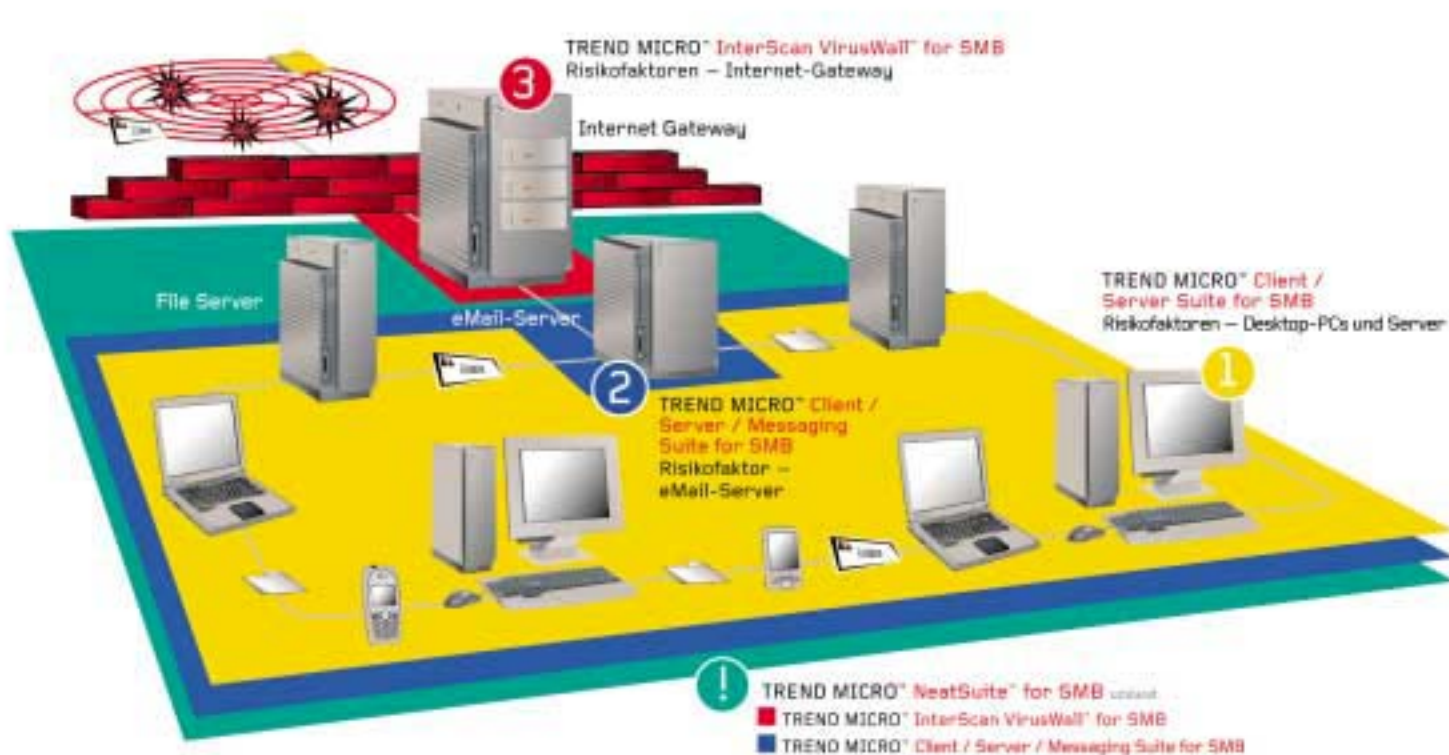 TREND MICRO™ InterScan VirusWall™ for SMB
Risikofaktoren – Internet-Gateway
3
Internet Gateway
File Server
eMail-Server
TREND MICRO™ Client /
Server Suite for SMB
Risikofaktoren – Desktop-PCs und Server
1
2
TREND MICRO™ Client /
Server / Messaging
Suite for SMB
Risikofaktor –
eMail-Server
!
TREND MICRO™ NeatSuite™ for SMB
TREND MICRO™ InterScan VirusWall™ for SMB
TREND MICRO™ Client / Server / Messaging Suite for SMB